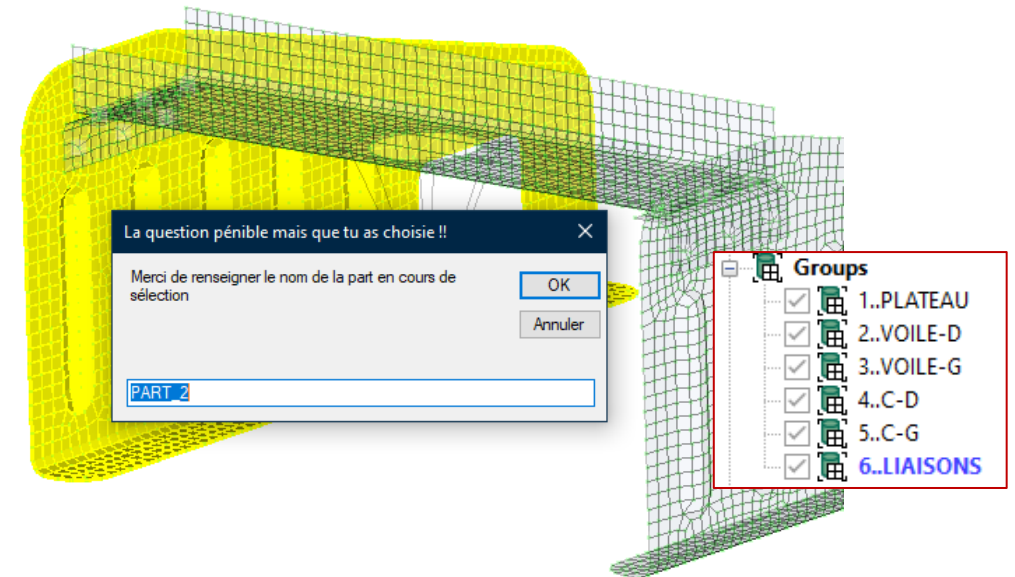 La question pénible mais que tu as choisie !!
Merci de renseigner le nom de la part en cours de
sélection
OK
Annuler
PART_2
Groups
1..PLATEAU
2..VOILE-D
3..VOILE-G
4..C-D
5..C-G
6..LIAISONS